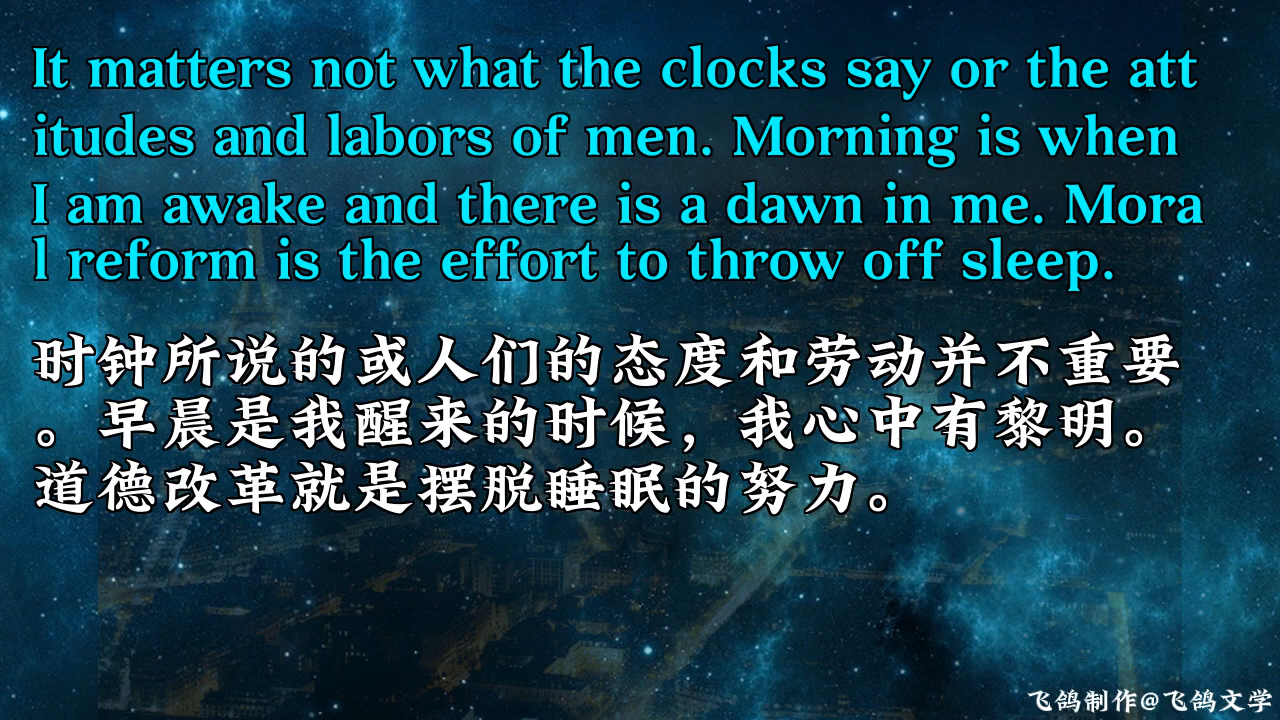 It matters not what the clocks say or the att
itudes and labors of men. Morning is when
I am awake and there is a dawn in me. Mora
l reform is the effort to throw off sleep.
时钟所说的或人们的态度和劳动并不重要
。早晨是我醒来的时候，我心中有黎明。
道德改革就是摆脱睡眠的努力。
飞鸽制作@飞鸽文学